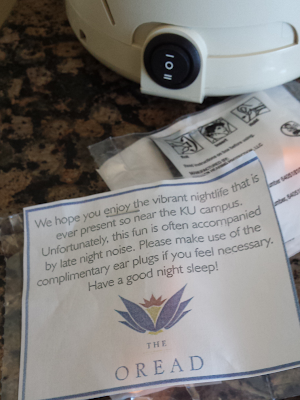 We hope you enjoy the vibrant nightlife that is
ever present so near the KU campus.
Unfortunately, this fun is often accompanied
by late night noise. Please make use of the
complimentary ear plugs if you feel necessary.
Have a good night sleep!
THE
OREAD